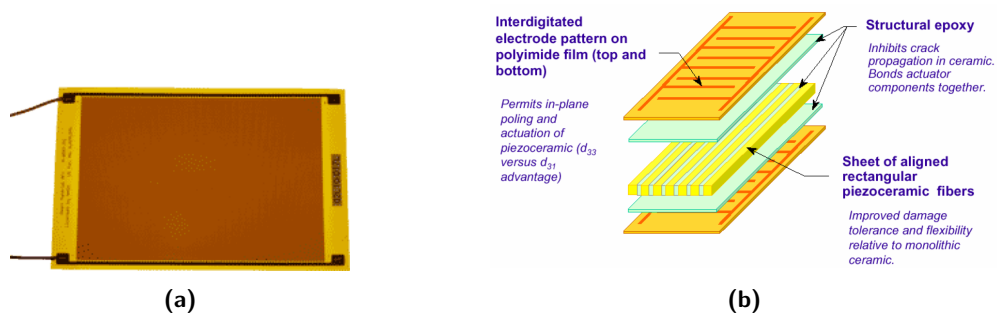 Interdigitated
electrode pattern on
polyimide film (top and
bottom)
Permits in-plane
poling and
actuation of
piezoceramic (d33
versus d31
advantage)
Structural epoxy
Inhibits crack
propagation in ceramic.
Bonds actuator
components together.
Sheet of aligned
rectangular
piezoceramic fibers
Improved damage
tolerance and flexibility
relative to monolithic
ceramic.
(a)
(b)